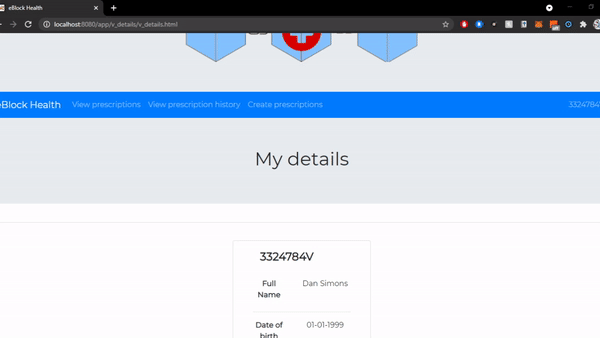 eBlock Health
localhost:8080/app/v_details/v_details.html
eBlock Health View prescriptions View prescription history Create prescriptions
My details
3324784V
Full Name Dan Simons
Date of birth 01-01-1999